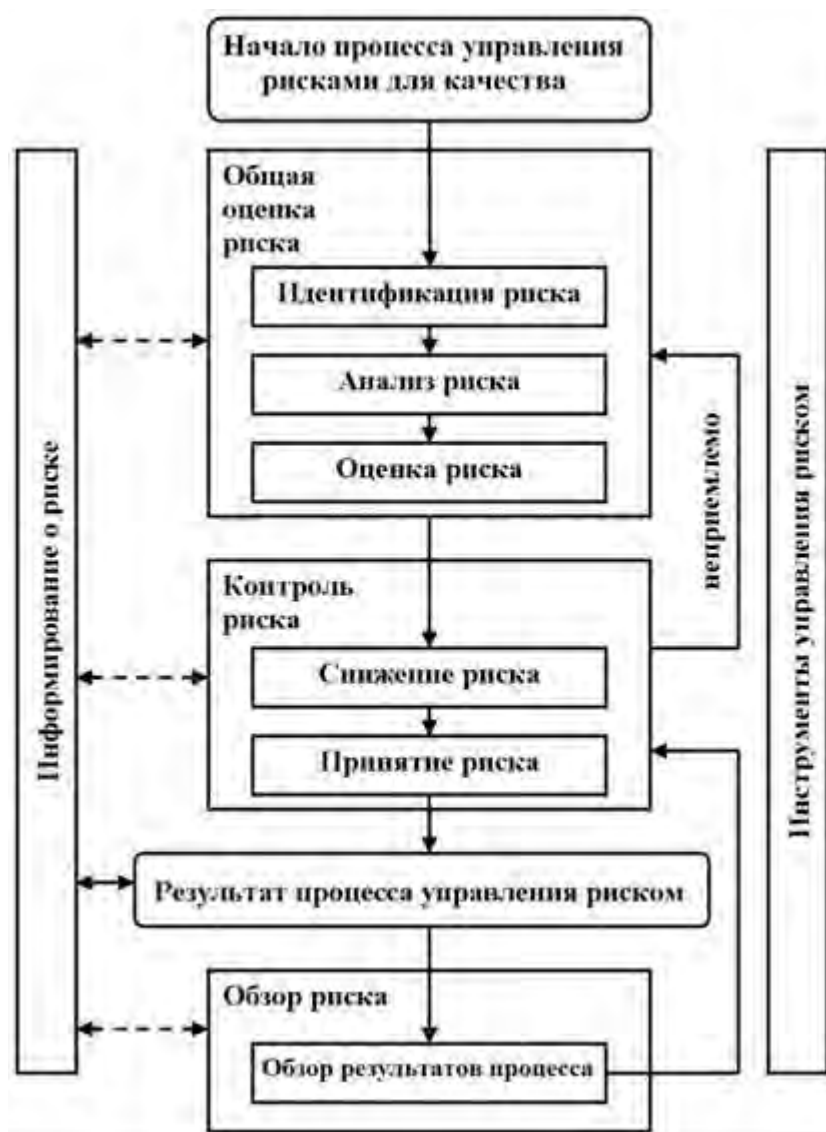 Начало процесса управления
рисками для качества
Общая
оценка
риска
Идентификация риска
Анализ риска
Оценка риска
неприемлемо
Контроль
риска
Снижение риска
Принятие риска
Результат процесса управления риском
Обзор риска
Обзор результатов процесса
Информирование о риске
Инструменты управления риском